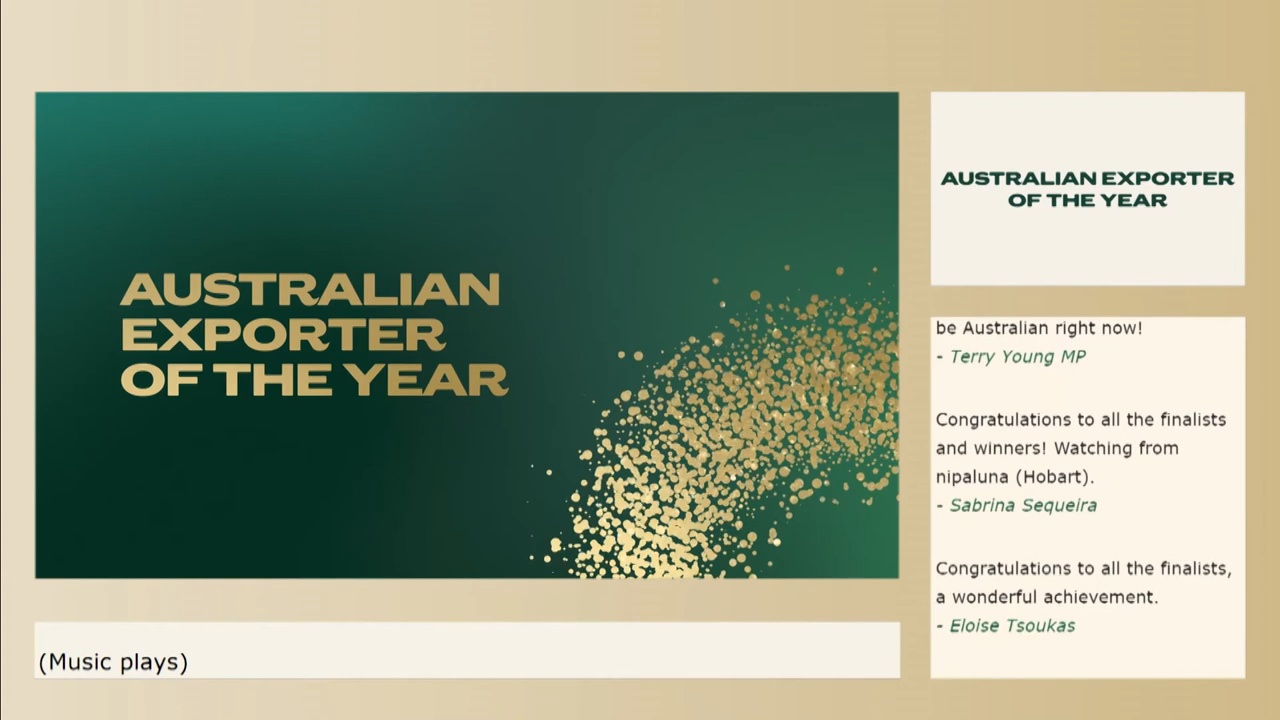 AUSTRALIAN
EXPORTER
OF THE YEAR
(Music plays)
AUSTRALIAN EXPORTER
OF THE YEAR
be Australian right now!
- Terry Young MP
Congratulations to all the finalists
and winners! Watching from
nipaluna (Hobart).
- Sabrina Sequeira
Congratulations to all the finalists,
a wonderful achievement.
- Eloise Tsoukas